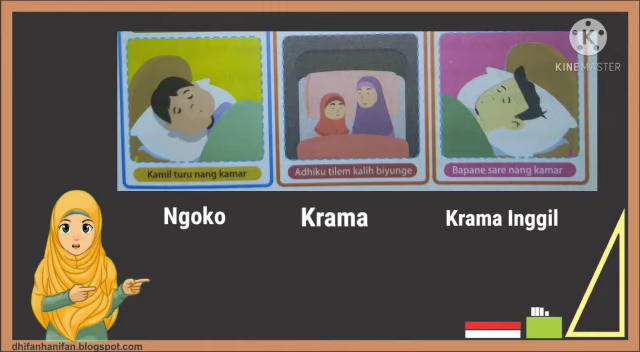 K
KINEMASTER
Kamil turu nang kamar
Adhiku tilem kalih biyunge
Bapane sare nang kamar
Ngoko
Krama
Krama Inggil
dhifanhanifan.blogspot.com